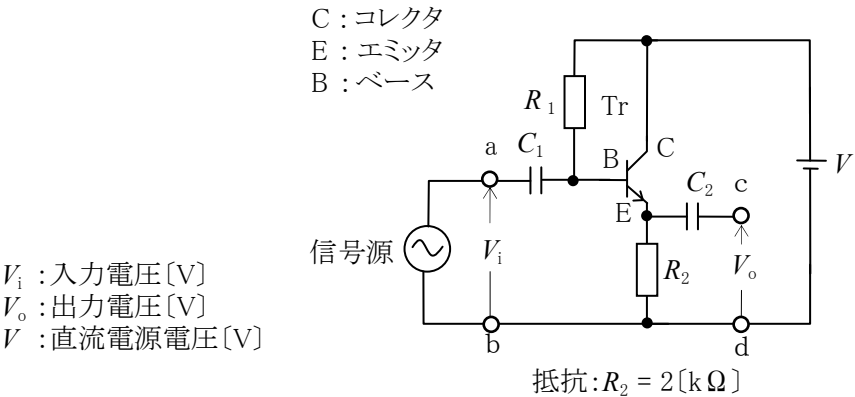 C：コレクタ
E：エミッタ
B：ベース
R1
Tr
a
C1
B
C
V
C2
c
E
信号源
Vi
R2
Vo
Vi：入力電圧〔V〕
Vo：出力電圧〔V〕
V：直流電源電圧〔V〕
b
d
抵抗：R2 = 2〔kΩ〕